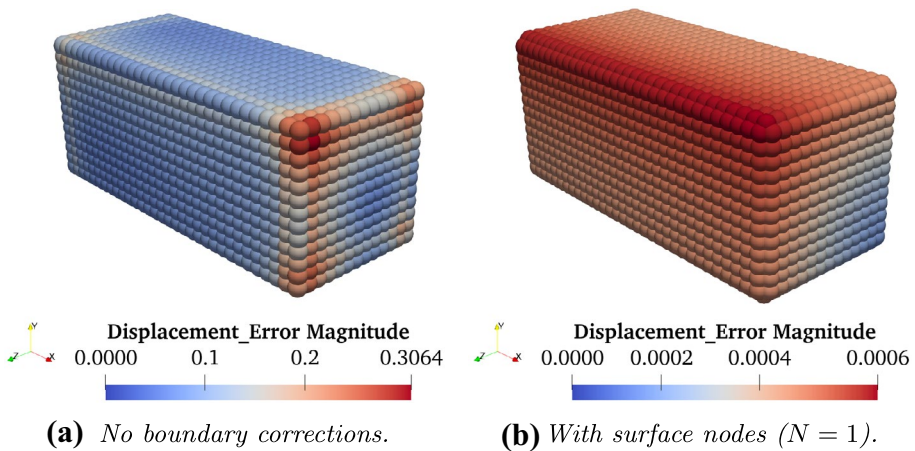 Displacement_Error Magnitude
0.0000 0.1 0.2 0.3064
Y
Z X
(a) No boundary corrections.
Displacement_Error Magnitude
0.0000 0.0002 0.0004 0.0006
Y
Z X
(b) With surface nodes (N = 1).